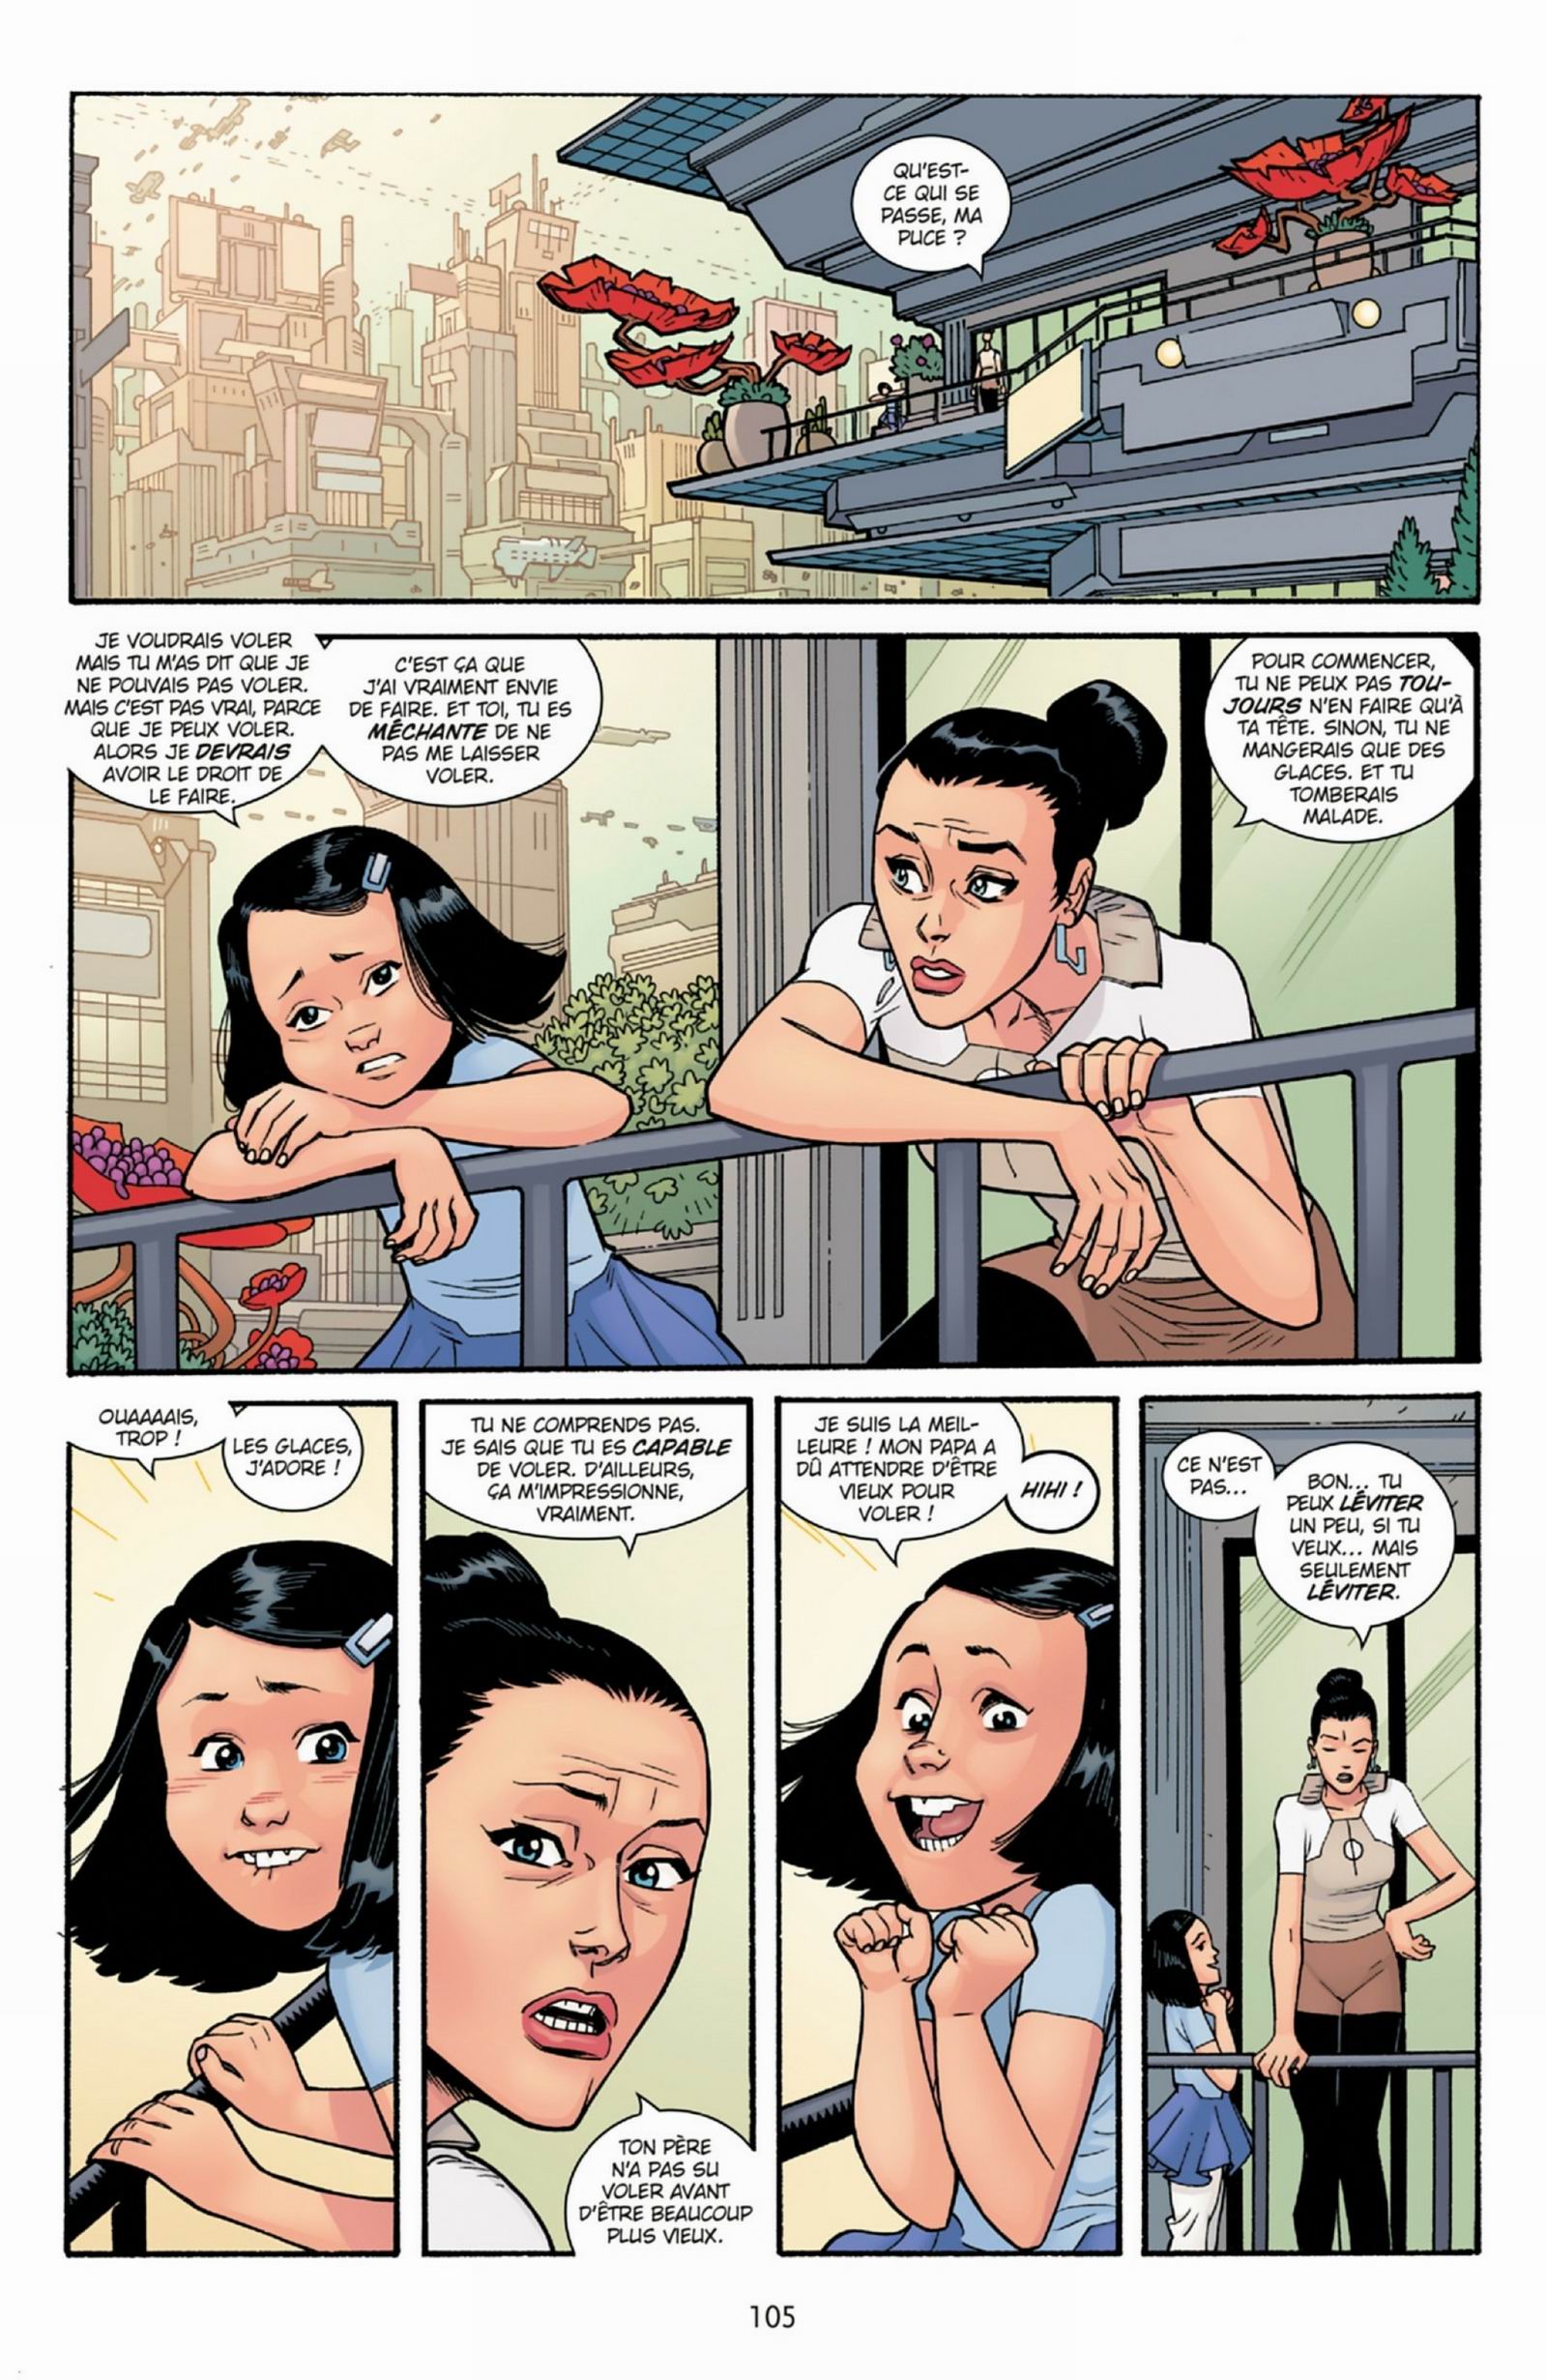 QU'EST-
CE QUI SE
PASSE, MA
PUCE ?
JE VOUDRAIS VOLER
MAIS TU M'AS DIT QUE JE
NE POUVAIS PAS VOLER.
MAIS C'EST PAS VRAI, PARCE
QUE JE PEUX VOLER.
ALORS JE DEVRAIS
AVOIR LE DROIT DE
LE FAIRE.
C'EST ÇA QUE
J'AI VRAIMENT ENVIE
DE FAIRE. ET TOI, TU ES
MÉCHANTE DE NE
PAS ME LAISSER
VOLER.
POUR COMMENCER,
TU NE PEUX PAS TOU-
JOURS N'EN FAIRE QU'À
TA TÊTE. SINON, TU NE
MANGERAIS QUE DES
GLACES. ET TU
TOMBERAIS
MALADE.
OUAAAAIS,
TROP !
LES GLACES,
J'ADORE !
TU NE COMPRENDS PAS.
JE SAIS QUE TU ES CAPABLE
DE VOLER. D'AILLEURS,
ÇA M'IMPRESSIONNE,
VRAIMENT.
TON PÈRE
N'A PAS SU
VOLER AVANT
D'ÊTRE BEAUCOUP
PLUS VIEUX.
JE SUIS LA MEIL-
LEURE ! MON PAPA A
DÛ ATTENDRE D'ÊTRE
VIEUX POUR
VOLER !
HIHI !
CE N'EST
PAS...
BON... TU
PEUX LÉVITER
UN PEU, SI TU
VEUX... MAIS
SEULEMENT
LÉVITER.
105